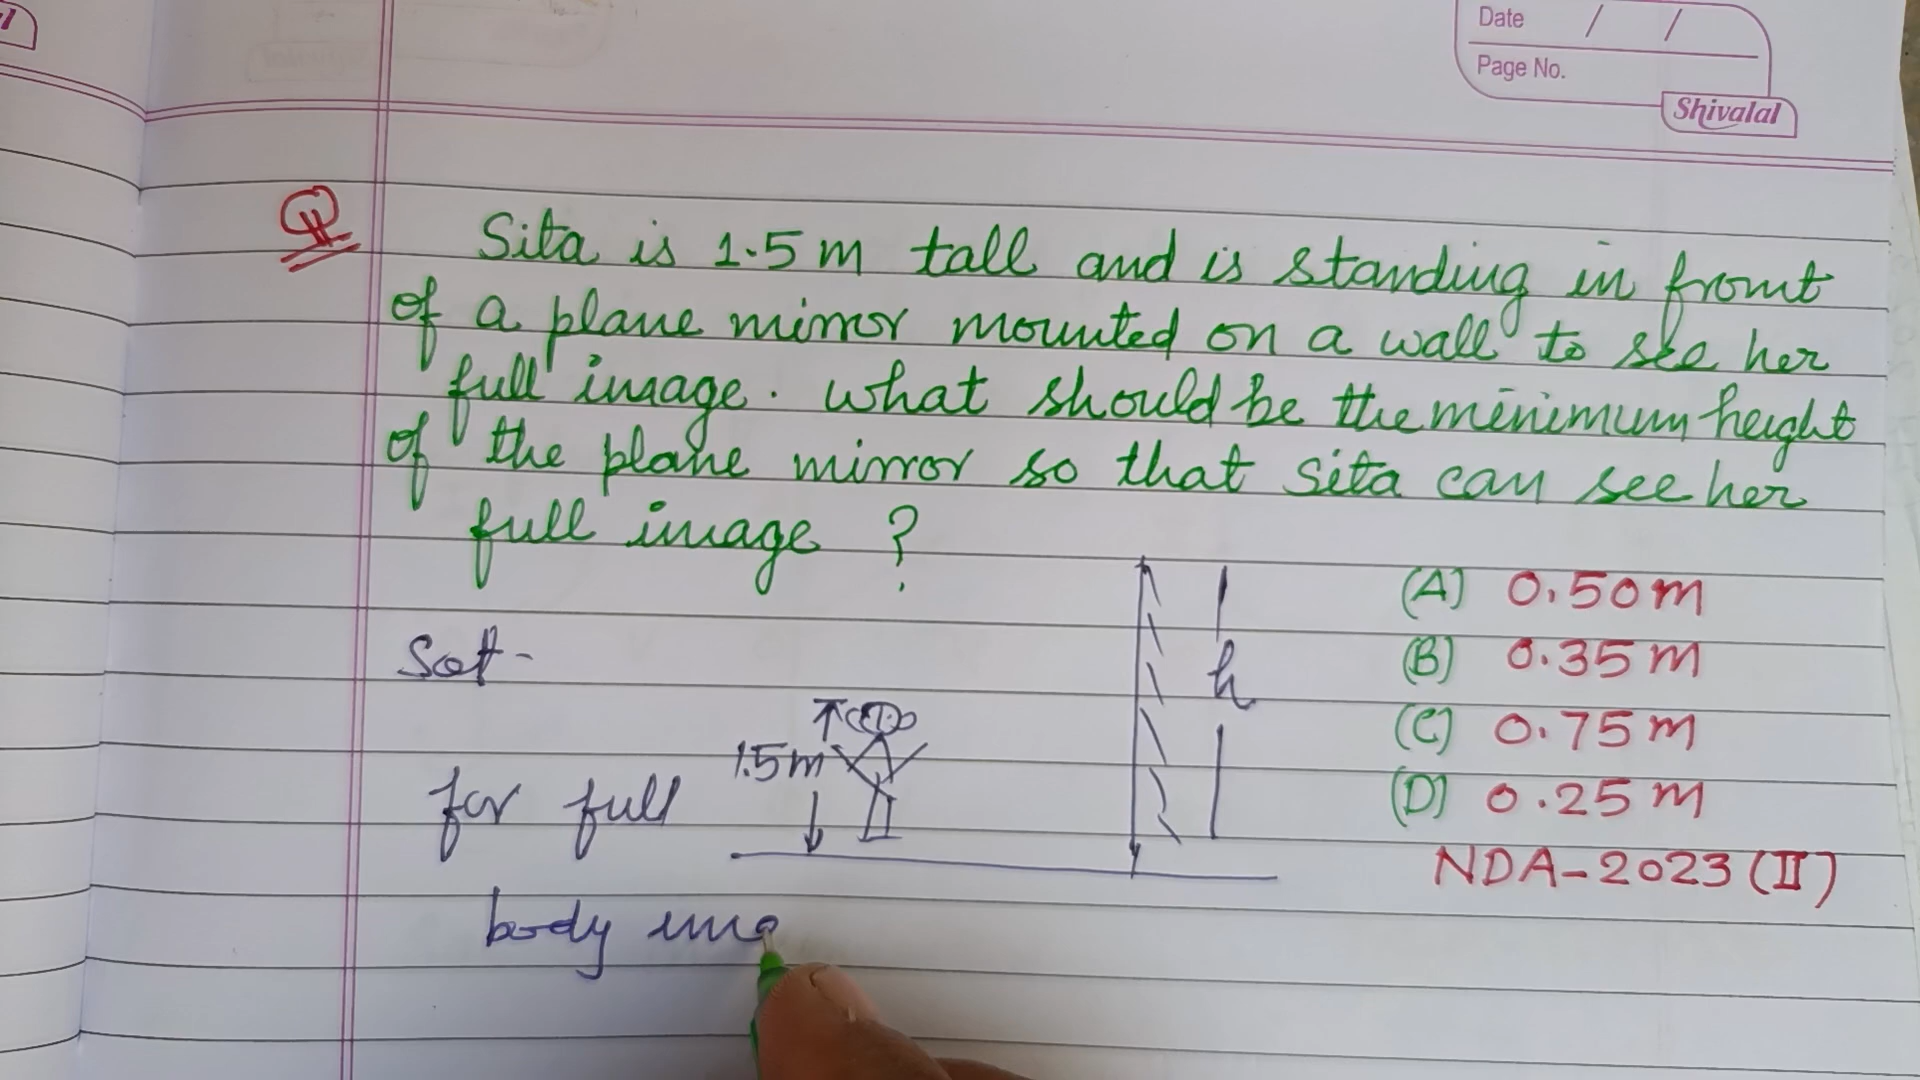 Date / /
Page No.
Shivalal
Q
Sita is 1.5 m tall and is standing in front
of a plane mirror mounted on a wall to see her
full image. what should be the minimum height
of the plane mirror so that Sita can see her
full image ?
(A) 0.50 m
(B) 0.35 m
(C) 0.75 m
(D) 0.25 m
NDA-2023 (II)
Sol-
1.5 m
h
for full
body ima